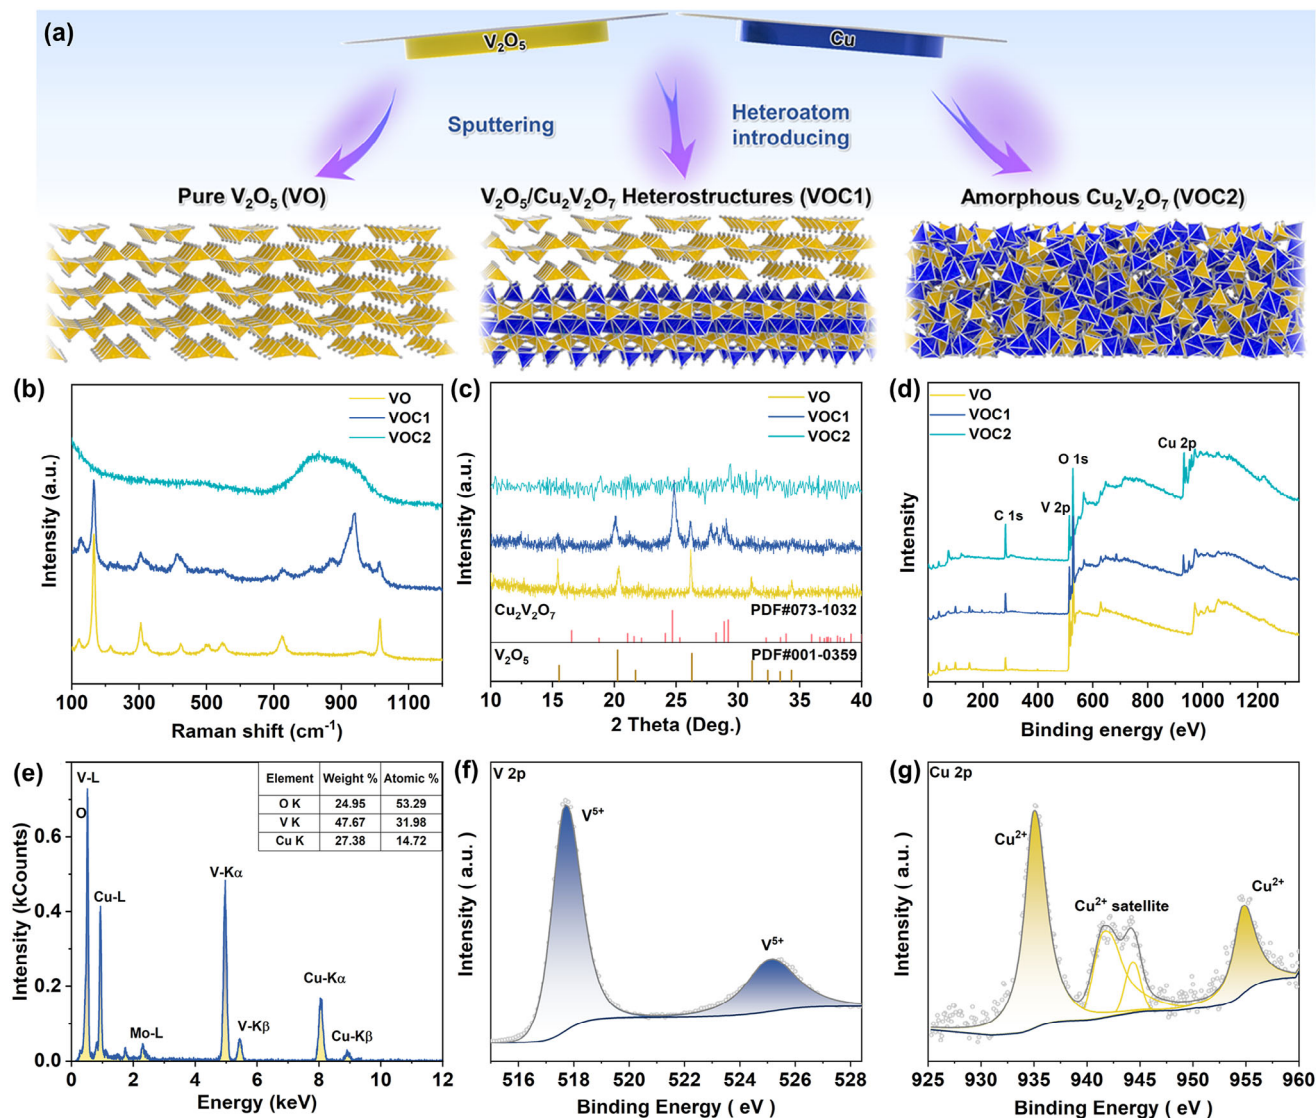 (a)
V2O5
Cu
Sputtering
Heteroatom
introducing
Pure V2O5 (VO)
V2O5/Cu2V2O7 Heterostructures (VOC1)
Amorphous Cu2V2O7 (VOC2)
(b)
VO
VOC1
VOC2
Intensity (a.u.)
100 300 500 700 900 1100
Raman shift (cm-1)
(c)
VO
VOC1
VOC2
Intensity (a.u.)
Cu2V2O7
PDF#073-1032
V2O5
PDF#001-0359
10 15 20 25 30 35 40
2 Theta (Deg.)
(d)
VO
VOC1
VOC2
Cu 2p
O 1s
V 2p
C 1s
Intensity
0 200 400 600 800 1000 1200
Binding energy (eV)
(e)
V-L
O
Cu-L
Mo-L
V-Kα
V-Kβ
Cu-Kα
Cu-Kβ
Element Weight % Atomic %
O K 24.95 53.29
V K 47.67 31.98
Cu K 27.38 14.72
Intensity (kCounts)
0.6
0.4
0.2
0.0
0 2 4 6 8 10 12
Energy (keV)
(f)
V 2p
V5+
V5+
Intensity ( a.u. )
516 518 520 522 524 526 528
Binding Energy ( eV )
(g)
Cu 2p
Cu2+
Cu2+ satellite
Cu2+
Intensity ( a.u. )
925 930 935 940 945 950 955 960
Binding Energy ( eV )